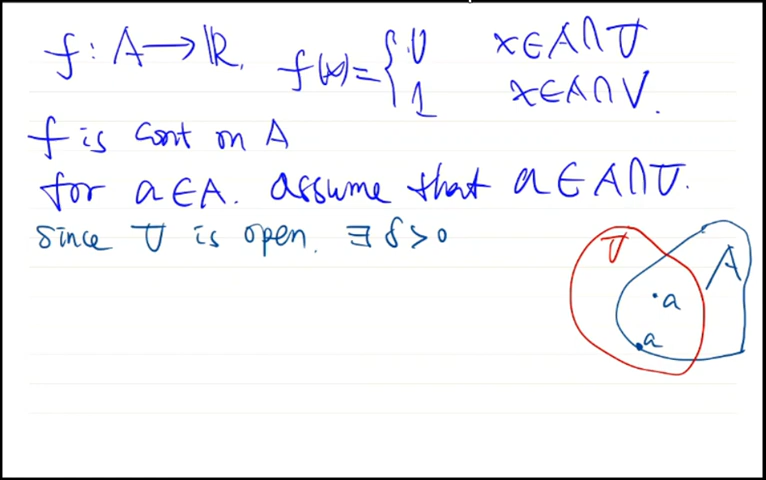 f: A → ℝ, f(x) = { 0 x ∈ A ∩ U
1 x ∈ A ∩ V.
f is cont on A
for a ∈ A. assume that a ∈ A ∩ U.
since U is open. ∃ δ > 0
U
A
a
a